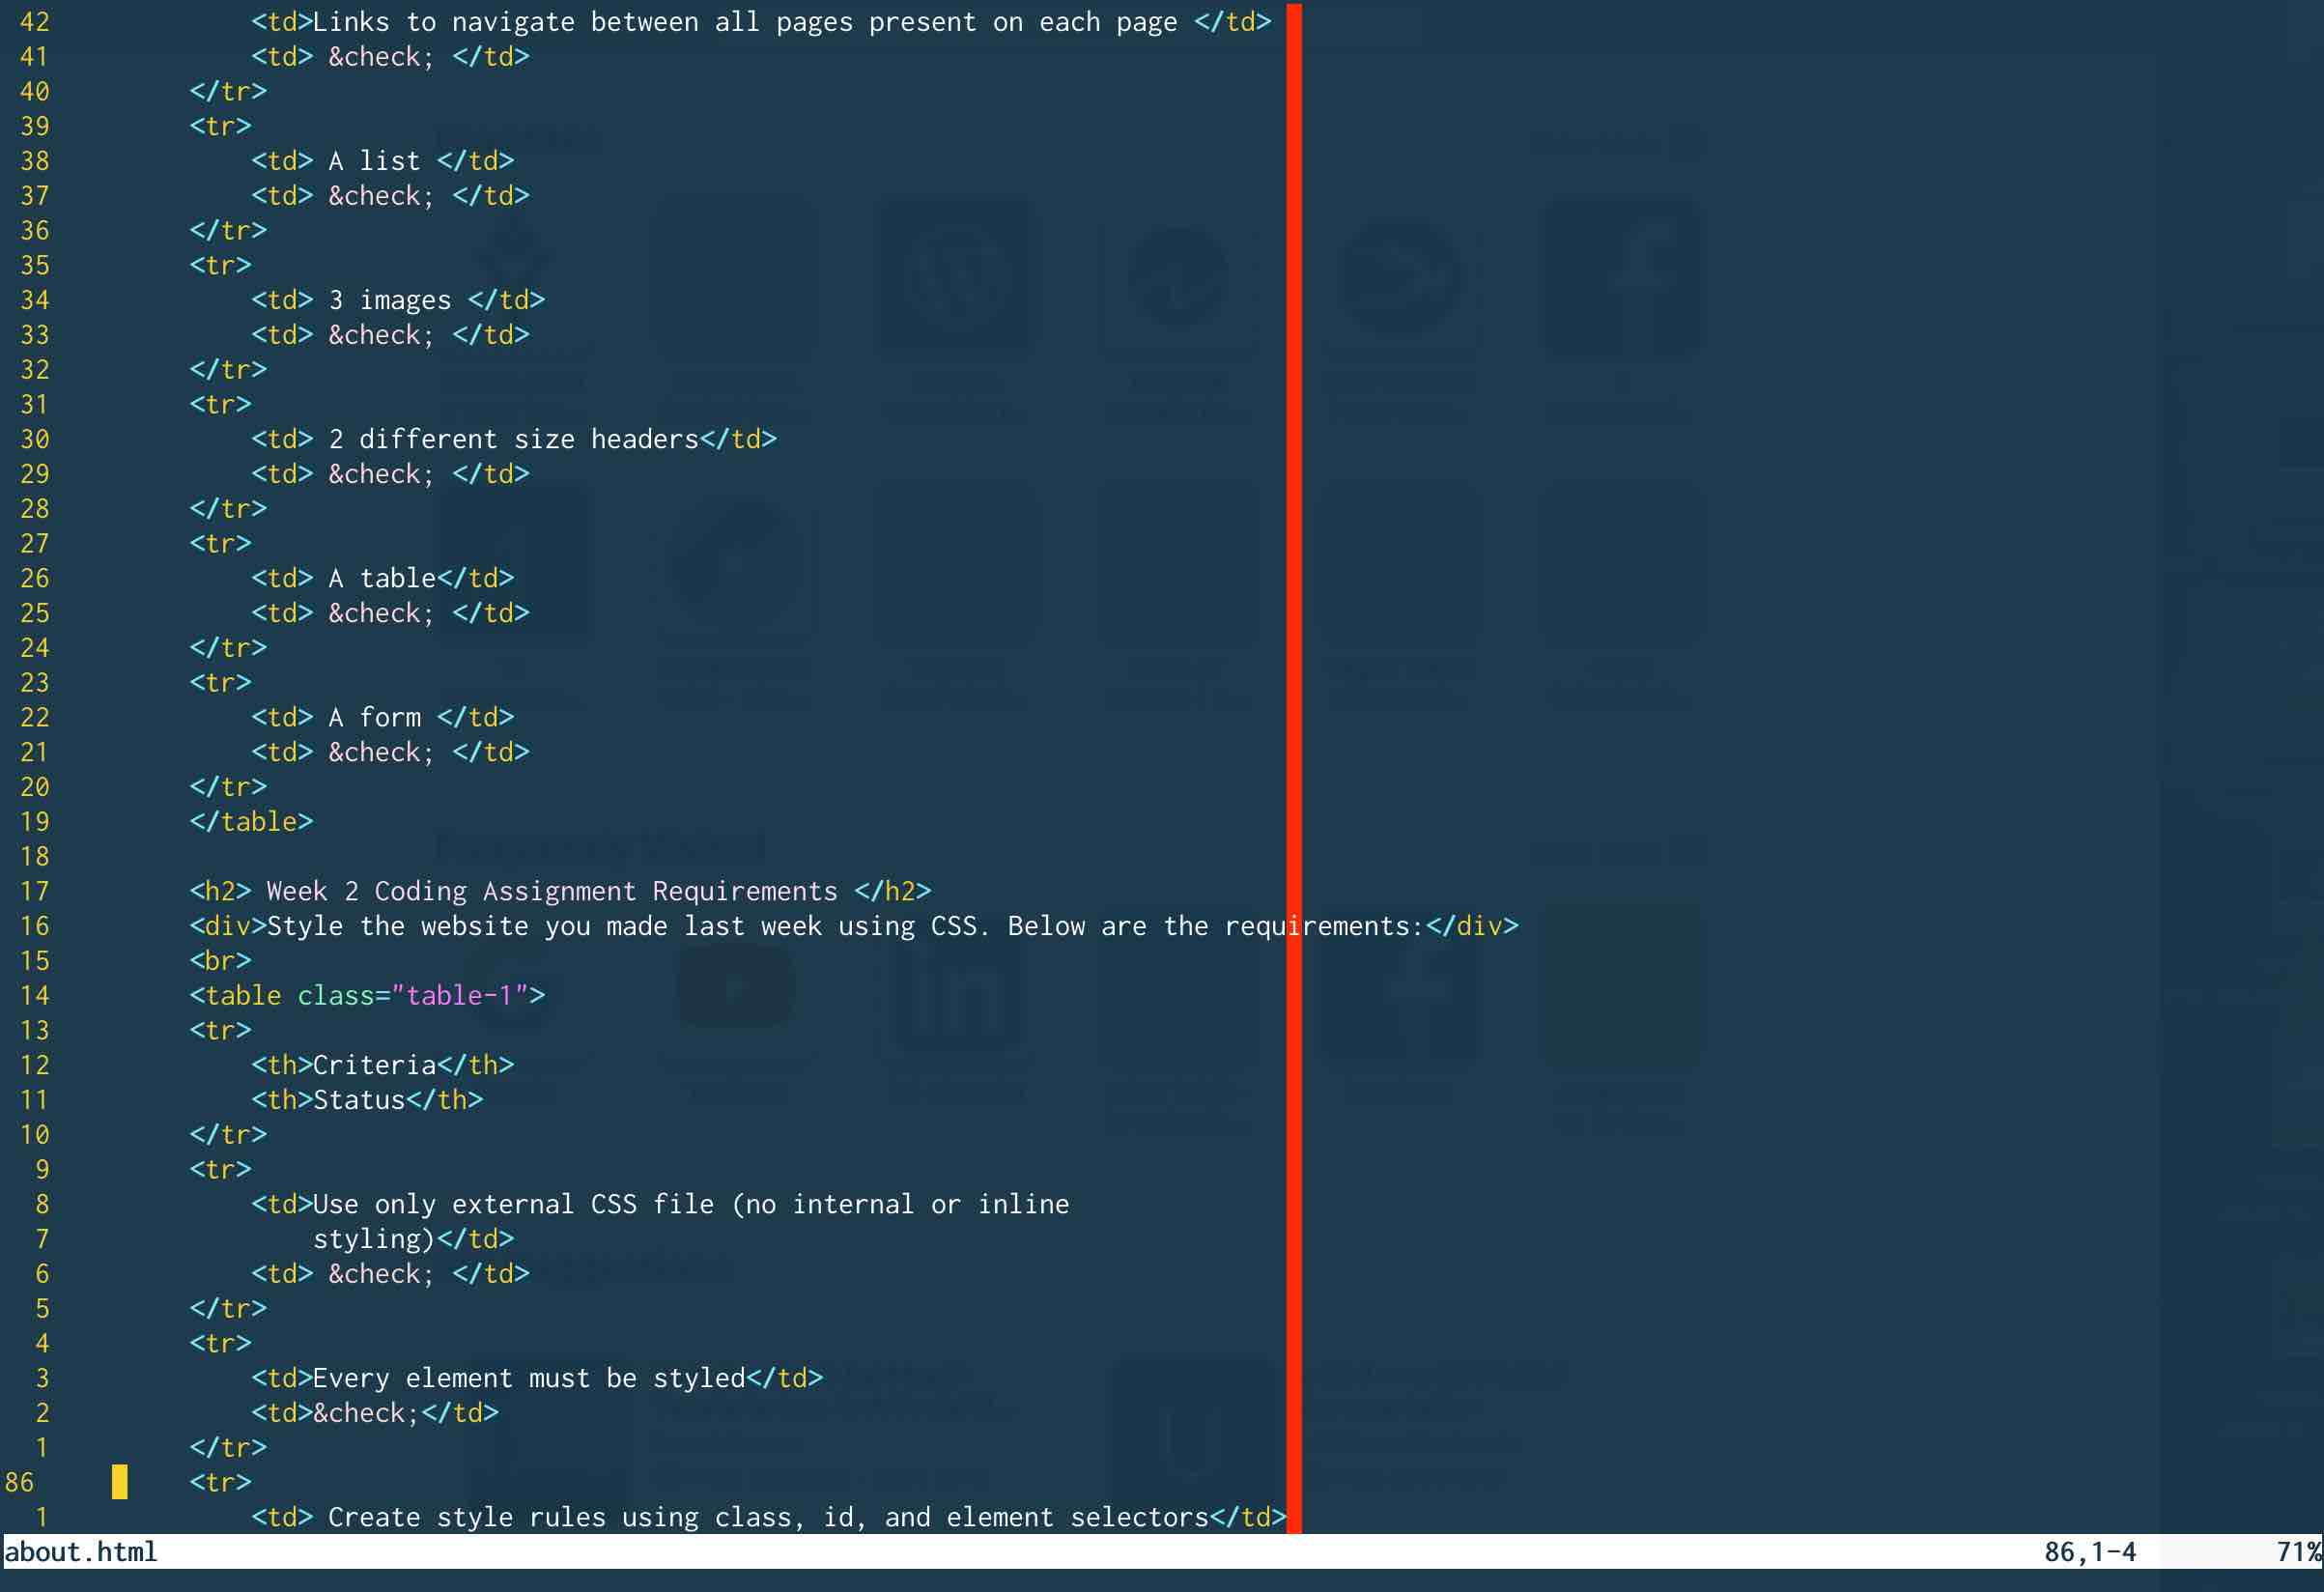 42             <td>Links to navigate between all pages present on each page </td>
41             <td> &check; </td>
40         </tr>
39         <tr>
38             <td> A list </td>
37             <td> &check; </td>
36         </tr>
35         <tr>
34             <td> 3 images </td>
33             <td> &check; </td>
32         </tr>
31         <tr>
30             <td> 2 different size headers</td>
29             <td> &check; </td>
28         </tr>
27         <tr>
26             <td> A table</td>
25             <td> &check; </td>
24         </tr>
23         <tr>
22             <td> A form </td>
21             <td> &check; </td>
20         </tr>
19         </table>
18
17         <h2> Week 2 Coding Assignment Requirements </h2>
16         <div>Style the website you made last week using CSS. Below are the requirements:</div>
15         <br>
14         <table class="table-1">
13         <tr>
12             <th>Criteria</th>
11             <th>Status</th>
10         </tr>
9         <tr>
8             <td>Use only external CSS file (no internal or inline
7                 styling)</td>
6             <td> &check; </td>
5         </tr>
4         <tr>
3             <td>Every element must be styled</td>
2             <td>&check;</td>
1         </tr>
86         <tr>
1             <td> Create style rules using class, id, and element selectors</td>
about.html 86,1-4 71%